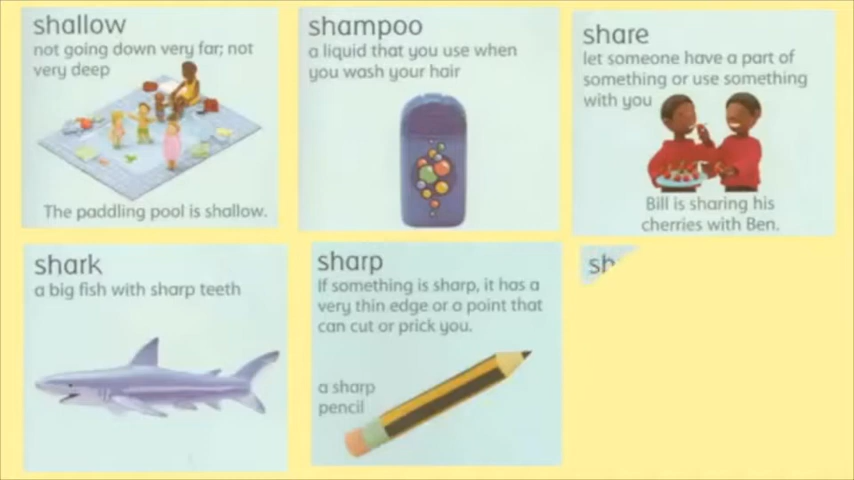 shallow
not going down very far; not
very deep
The paddling pool is shallow.
shampoo
a liquid that you use when
you wash your hair
share
let someone have a part of
something or use something
with you
Bill is sharing his
cherries with Ben.
shark
a big fish with sharp teeth
sharp
If something is sharp, it has a
very thin edge or a point that
can cut or prick you.
a sharp
pencil
sh